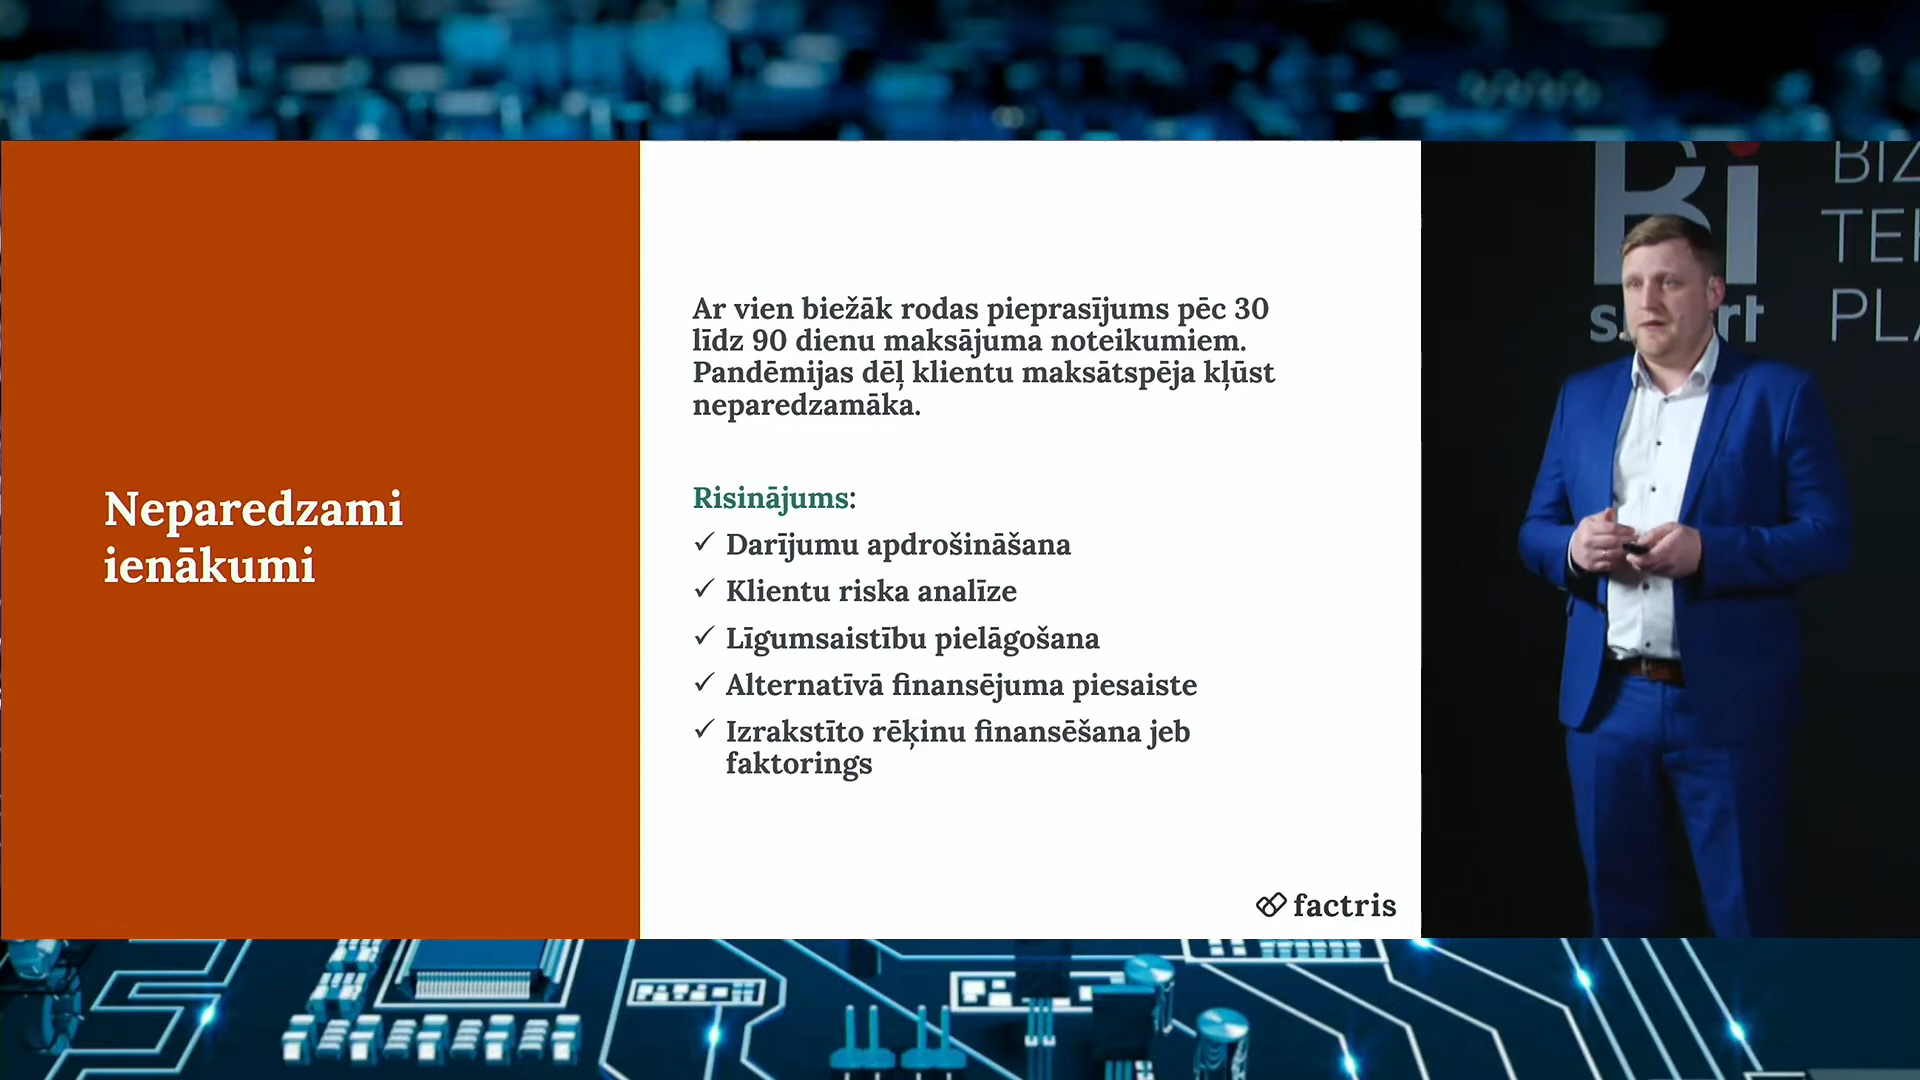 Neparedzami
ienākumi
Ar vien biežāk rodas pieprasījums pēc 30
līdz 90 dienu maksājuma noteikumiem.
Pandēmijas dēļ klientu maksātspēja kļūst
neparedzamāka.
Risinājums:
✓ Darījumu apdrošināšana
✓ Klientu riska analīze
✓ Līgumsaistību pielāgošana
✓ Alternatīvā finansējuma piesaiste
✓ Izrakstīto rēķinu finansēšana jeb
faktorings
factris
Bi